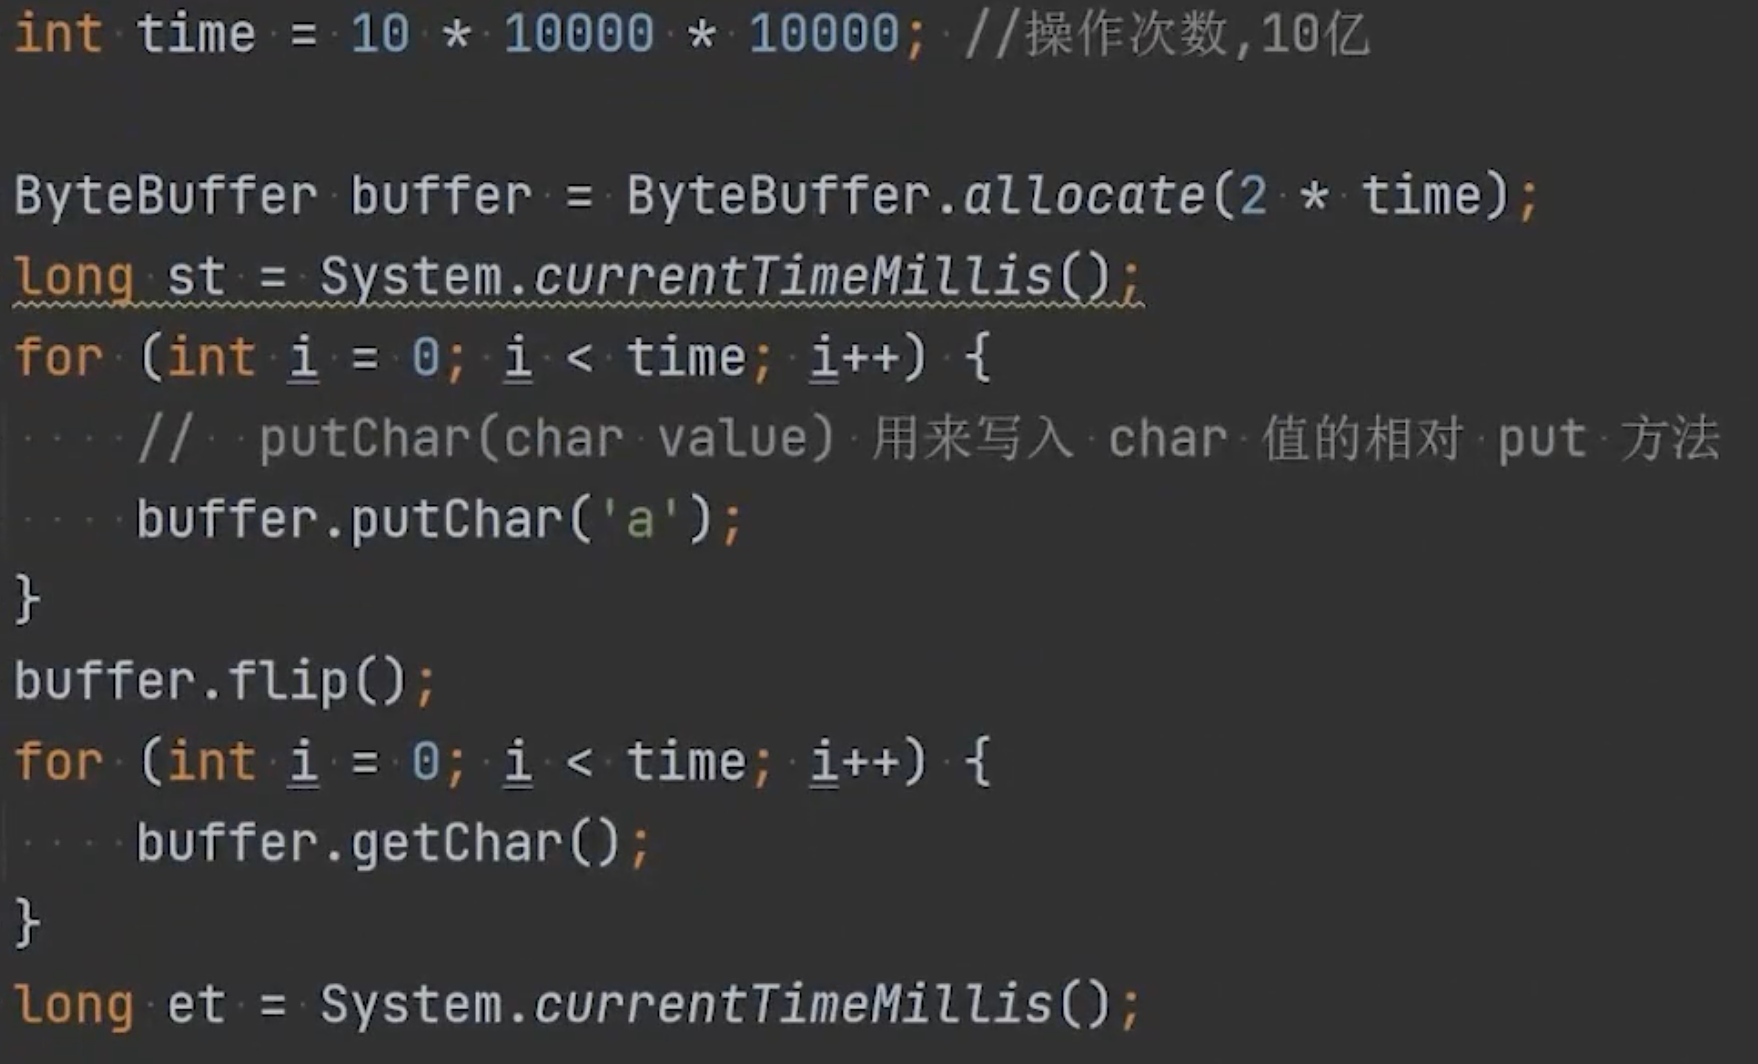 int time = 10 * 10000 * 10000; //操作次数,10亿
ByteBuffer buffer = ByteBuffer.allocate(2 * time);
long st = System.currentTimeMillis();
for (int i = 0; i < time; i++) {
    //  putChar(char value) 用来写入 char 值的相对 put 方法
    buffer.putChar('a');
}
buffer.flip();
for (int i = 0; i < time; i++) {
    buffer.getChar();
}
long et = System.currentTimeMillis();